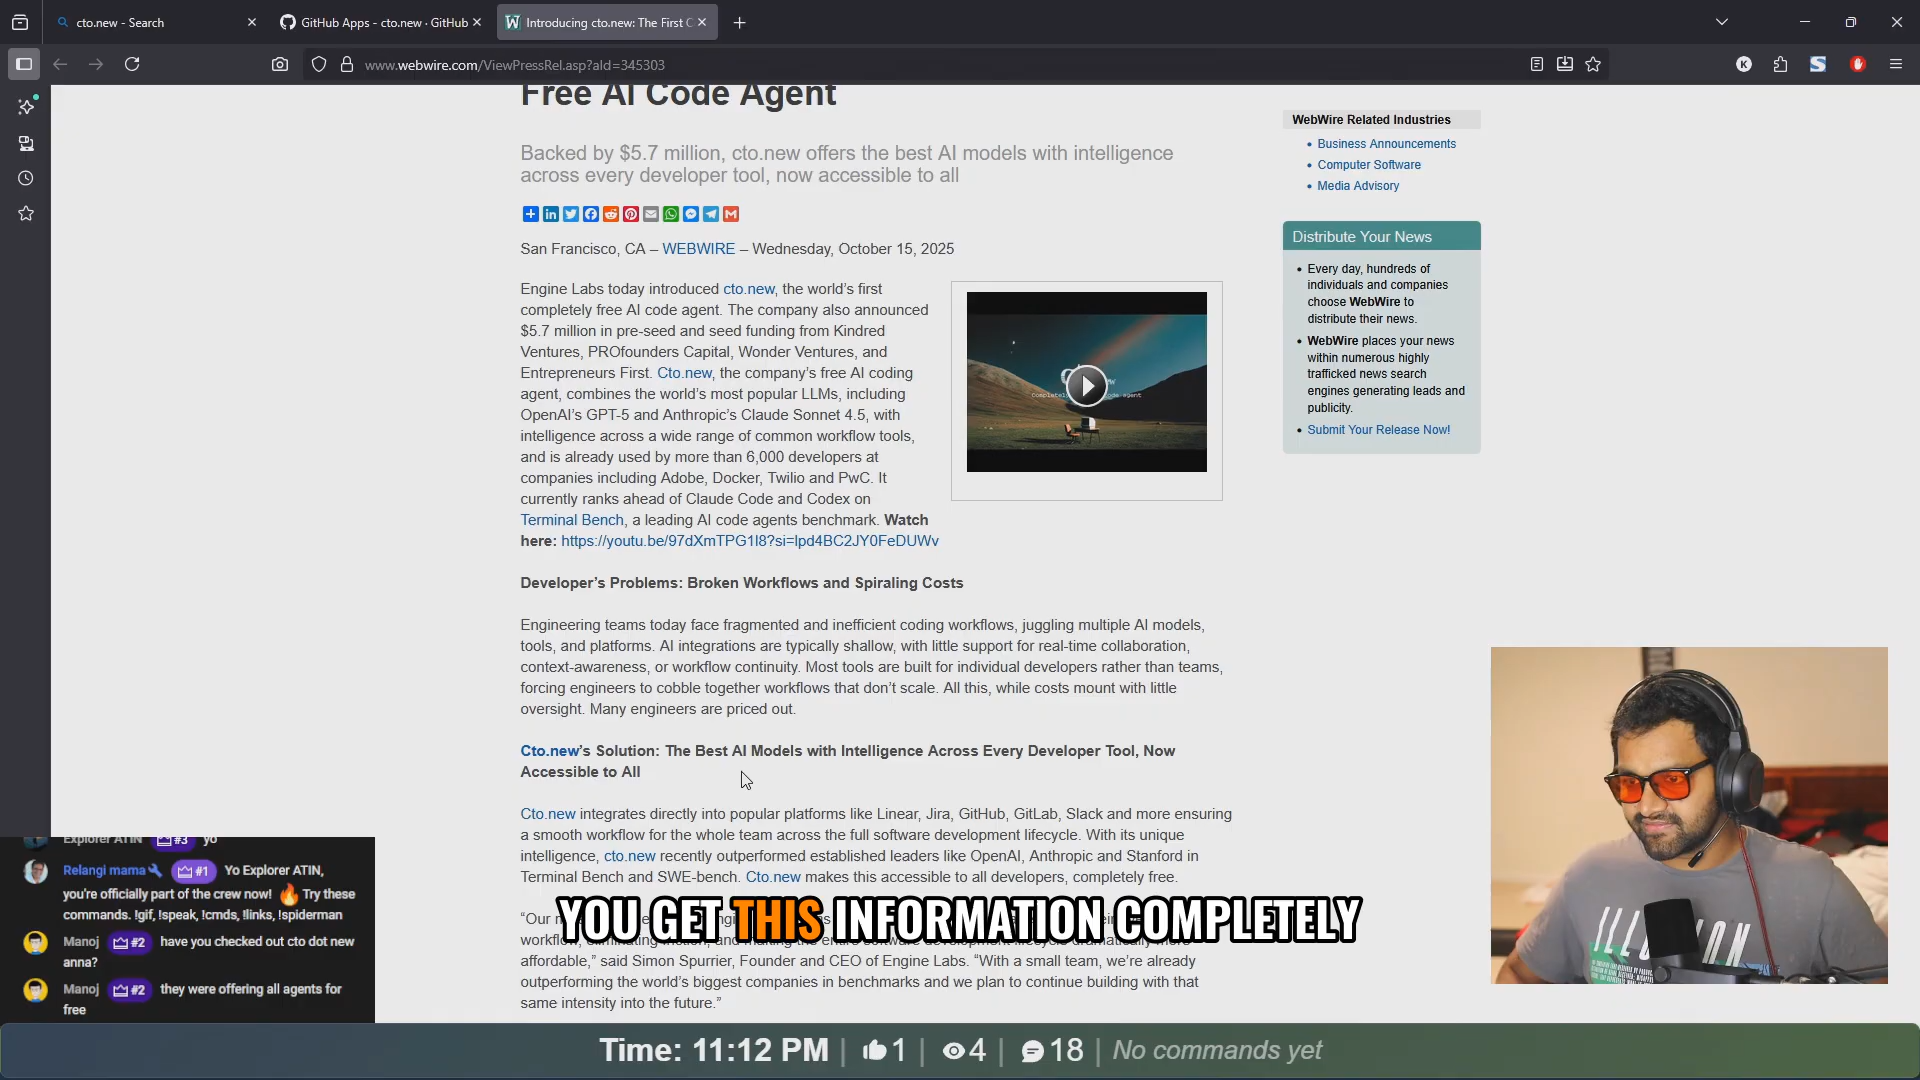 cto.new - Search
GitHub Apps - cto.new · GitHub
Introducing cto.new: The First C
www.webwire.com/ViewPressRel.asp?aId=345303
Free AI Code Agent
Backed by $5.7 million, cto.new offers the best AI models with intelligence
across every developer tool, now accessible to all
San Francisco, CA – WEBWIRE – Wednesday, October 15, 2025
Engine Labs today introduced cto.new, the world's first
completely free AI code agent. The company also announced
$5.7 million in pre-seed and seed funding from Kindred
Ventures, PROfounders Capital, Wonder Ventures, and
Entrepreneurs First. Cto.new, the company's free AI coding
agent, combines the world's most popular LLMs, including
OpenAI's GPT-5 and Anthropic's Claude Sonnet 4.5, with
intelligence across a wide range of common workflow tools,
and is already used by more than 6,000 developers at
companies including Adobe, Docker, Twilio and PwC. It
currently ranks ahead of Claude Code and Codex on
Terminal Bench, a leading AI code agents benchmark. Watch
here: https://youtu.be/97dXmTPG1I8?si=lpd4BC2JY0FeDUWv
Developer's Problems: Broken Workflows and Spiraling Costs
Engineering teams today face fragmented and inefficient coding workflows, juggling multiple AI models,
tools, and platforms. AI integrations are typically shallow, with little support for real-time collaboration,
context-awareness, or workflow continuity. Most tools are built for individual developers rather than teams,
forcing engineers to cobble together workflows that don't scale. All this, while costs mount with little
oversight. Many engineers are priced out.
Cto.new's Solution: The Best AI Models with Intelligence Across Every Developer Tool, Now
Accessible to All
Cto.new integrates directly into popular platforms like Linear, Jira, GitHub, GitLab, Slack and more ensuring
a smooth workflow for the whole team across the full software development lifecycle. With its unique
intelligence, cto.new recently outperformed established leaders like OpenAI, Anthropic and Stanford in
Terminal Bench and SWE-bench. Cto.new makes this accessible to all developers, completely free.
"Our
workflow, eliminating friction, and making the entire software development lifecycle dramatically more
affordable," said Simon Spurrier, Founder and CEO of Engine Labs. "With a small team, we're already
outperforming the world's biggest companies in benchmarks and we plan to continue building with that
same intensity into the future."
WebWire Related Industries
Business Announcements
Computer Software
Media Advisory
Distribute Your News
Every day, hundreds of
individuals and companies
choose WebWire to
distribute their news.
WebWire places your news
within numerous highly
trafficked news search
engines generating leads and
publicity.
Submit Your Release Now!
YOU GET THIS INFORMATION COMPLETELY
Explorer ATIN #3 yo
Relangi mama #1 Yo Explorer ATIN,
you're officially part of the crew now! 🔥 Try these
commands. !gif, !speak, !cmds, !links, !spiderman
Manoj #2 have you checked out cto dot new
anna?
Manoj #2 they were offering all agents for
free
Time: 11:12 PM | 1 | 4 | 18 | No commands yet